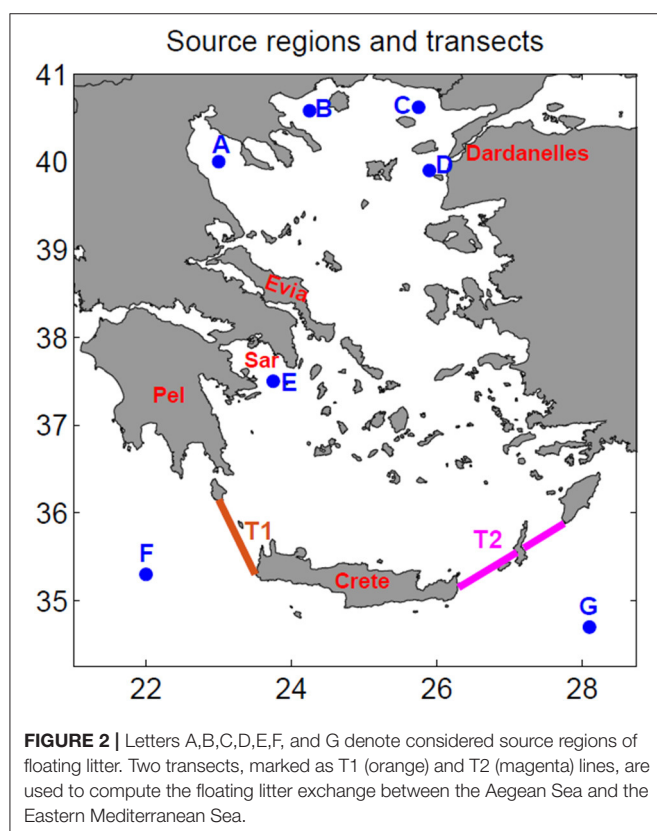 Source regions and transects
41
B
C
40
A
D
Dardanelles
39
Evia
38
Sar
E
37
Pel
36
T1
T2
F
35
Crete
G
22
24
26
28
FIGURE 2 | Letters A,B,C,D,E,F, and G denote considered source regions of
floating litter. Two transects, marked as T1 (orange) and T2 (magenta) lines, are
used to compute the floating litter exchange between the Aegean Sea and the
Eastern Mediterranean Sea.